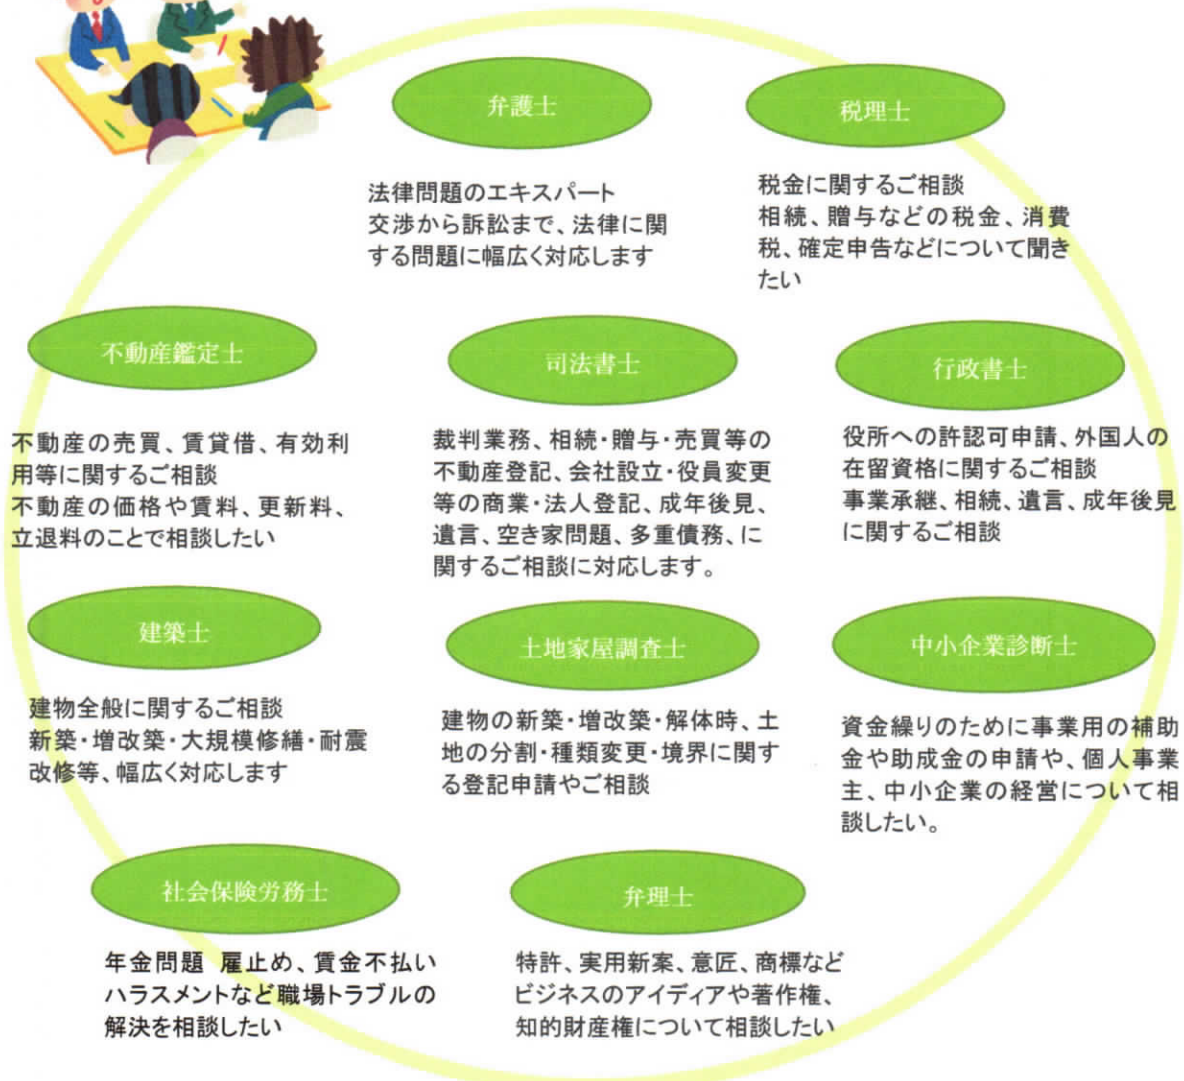 弁護士
法律問題のエキスパート
交渉から訴訟まで、法律に関
する問題に幅広く対応します
税理士
税金に関するご相談
相続、贈与などの税金、消費
税、確定申告などについて聞き
たい
不動産鑑定士
不動産の売買、賃貸借、有効利
用等に関するご相談
不動産の価格や賃料、更新料、
立退料のことで相談したい
司法書士
裁判業務、相続・贈与・売買等の
不動産登記、会社設立・役員変更
等の商業・法人登記、成年後見、
遺言、空き家問題、多重債務、に
関するご相談に対応します。
行政書士
役所への許認可申請、外国人の
在留資格に関するご相談
事業承継、相続、遺言、成年後見
に関するご相談
建築士
建物全般に関するご相談
新築・増改築・大規模修繕・耐震
改修等、幅広く対応します
土地家屋調査士
建物の新築・増改築・解体時、土
地の分割・種類変更・境界に関す
る登記申請やご相談
中小企業診断士
資金繰りのために事業用の補助
金や助成金の申請や、個人事業
主、中小企業の経営について相
談したい。
社会保険労務士
年金問題 雇止め、賃金不払い
ハラスメントなど職場トラブルの
解決を相談したい
弁理士
特許、実用新案、意匠、商標など
ビジネスのアイディアや著作権、
知的財産権について相談したい